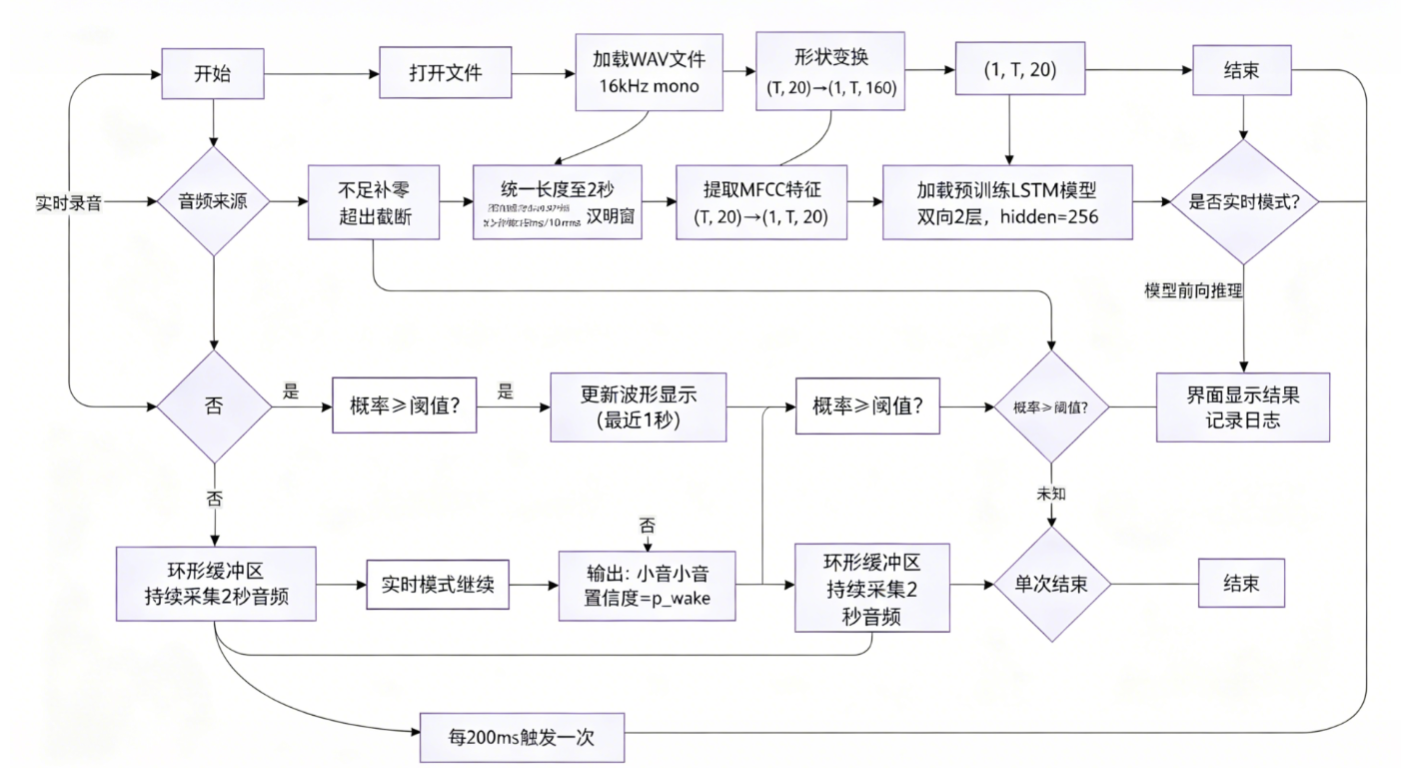 开始
打开文件
加载WAV文件
16kHz mono
形状变换
(T, 20)→(1, T, 160)
(1, T, 20)
结束
实时录音
音频来源
不足补零
超出截断
统一长度至2秒
汉明窗
提取MFCC特征
(T, 20)→(1, T, 20)
加载预训练LSTM模型
双向2层，hidden=256
是否实时模式?
模型前向推理
否
是
概率≥阈值?
是
更新波形显示
(最近1秒)
概率≥阈值?
概率≥阈值?
界面显示结果
记录日志
否
否
未知
环形缓冲区
持续采集2秒音频
实时模式继续
输出: 小音小音
置信度=p_wake
环形缓冲区
持续采集2
秒音频
单次结束
结束
每200ms触发一次